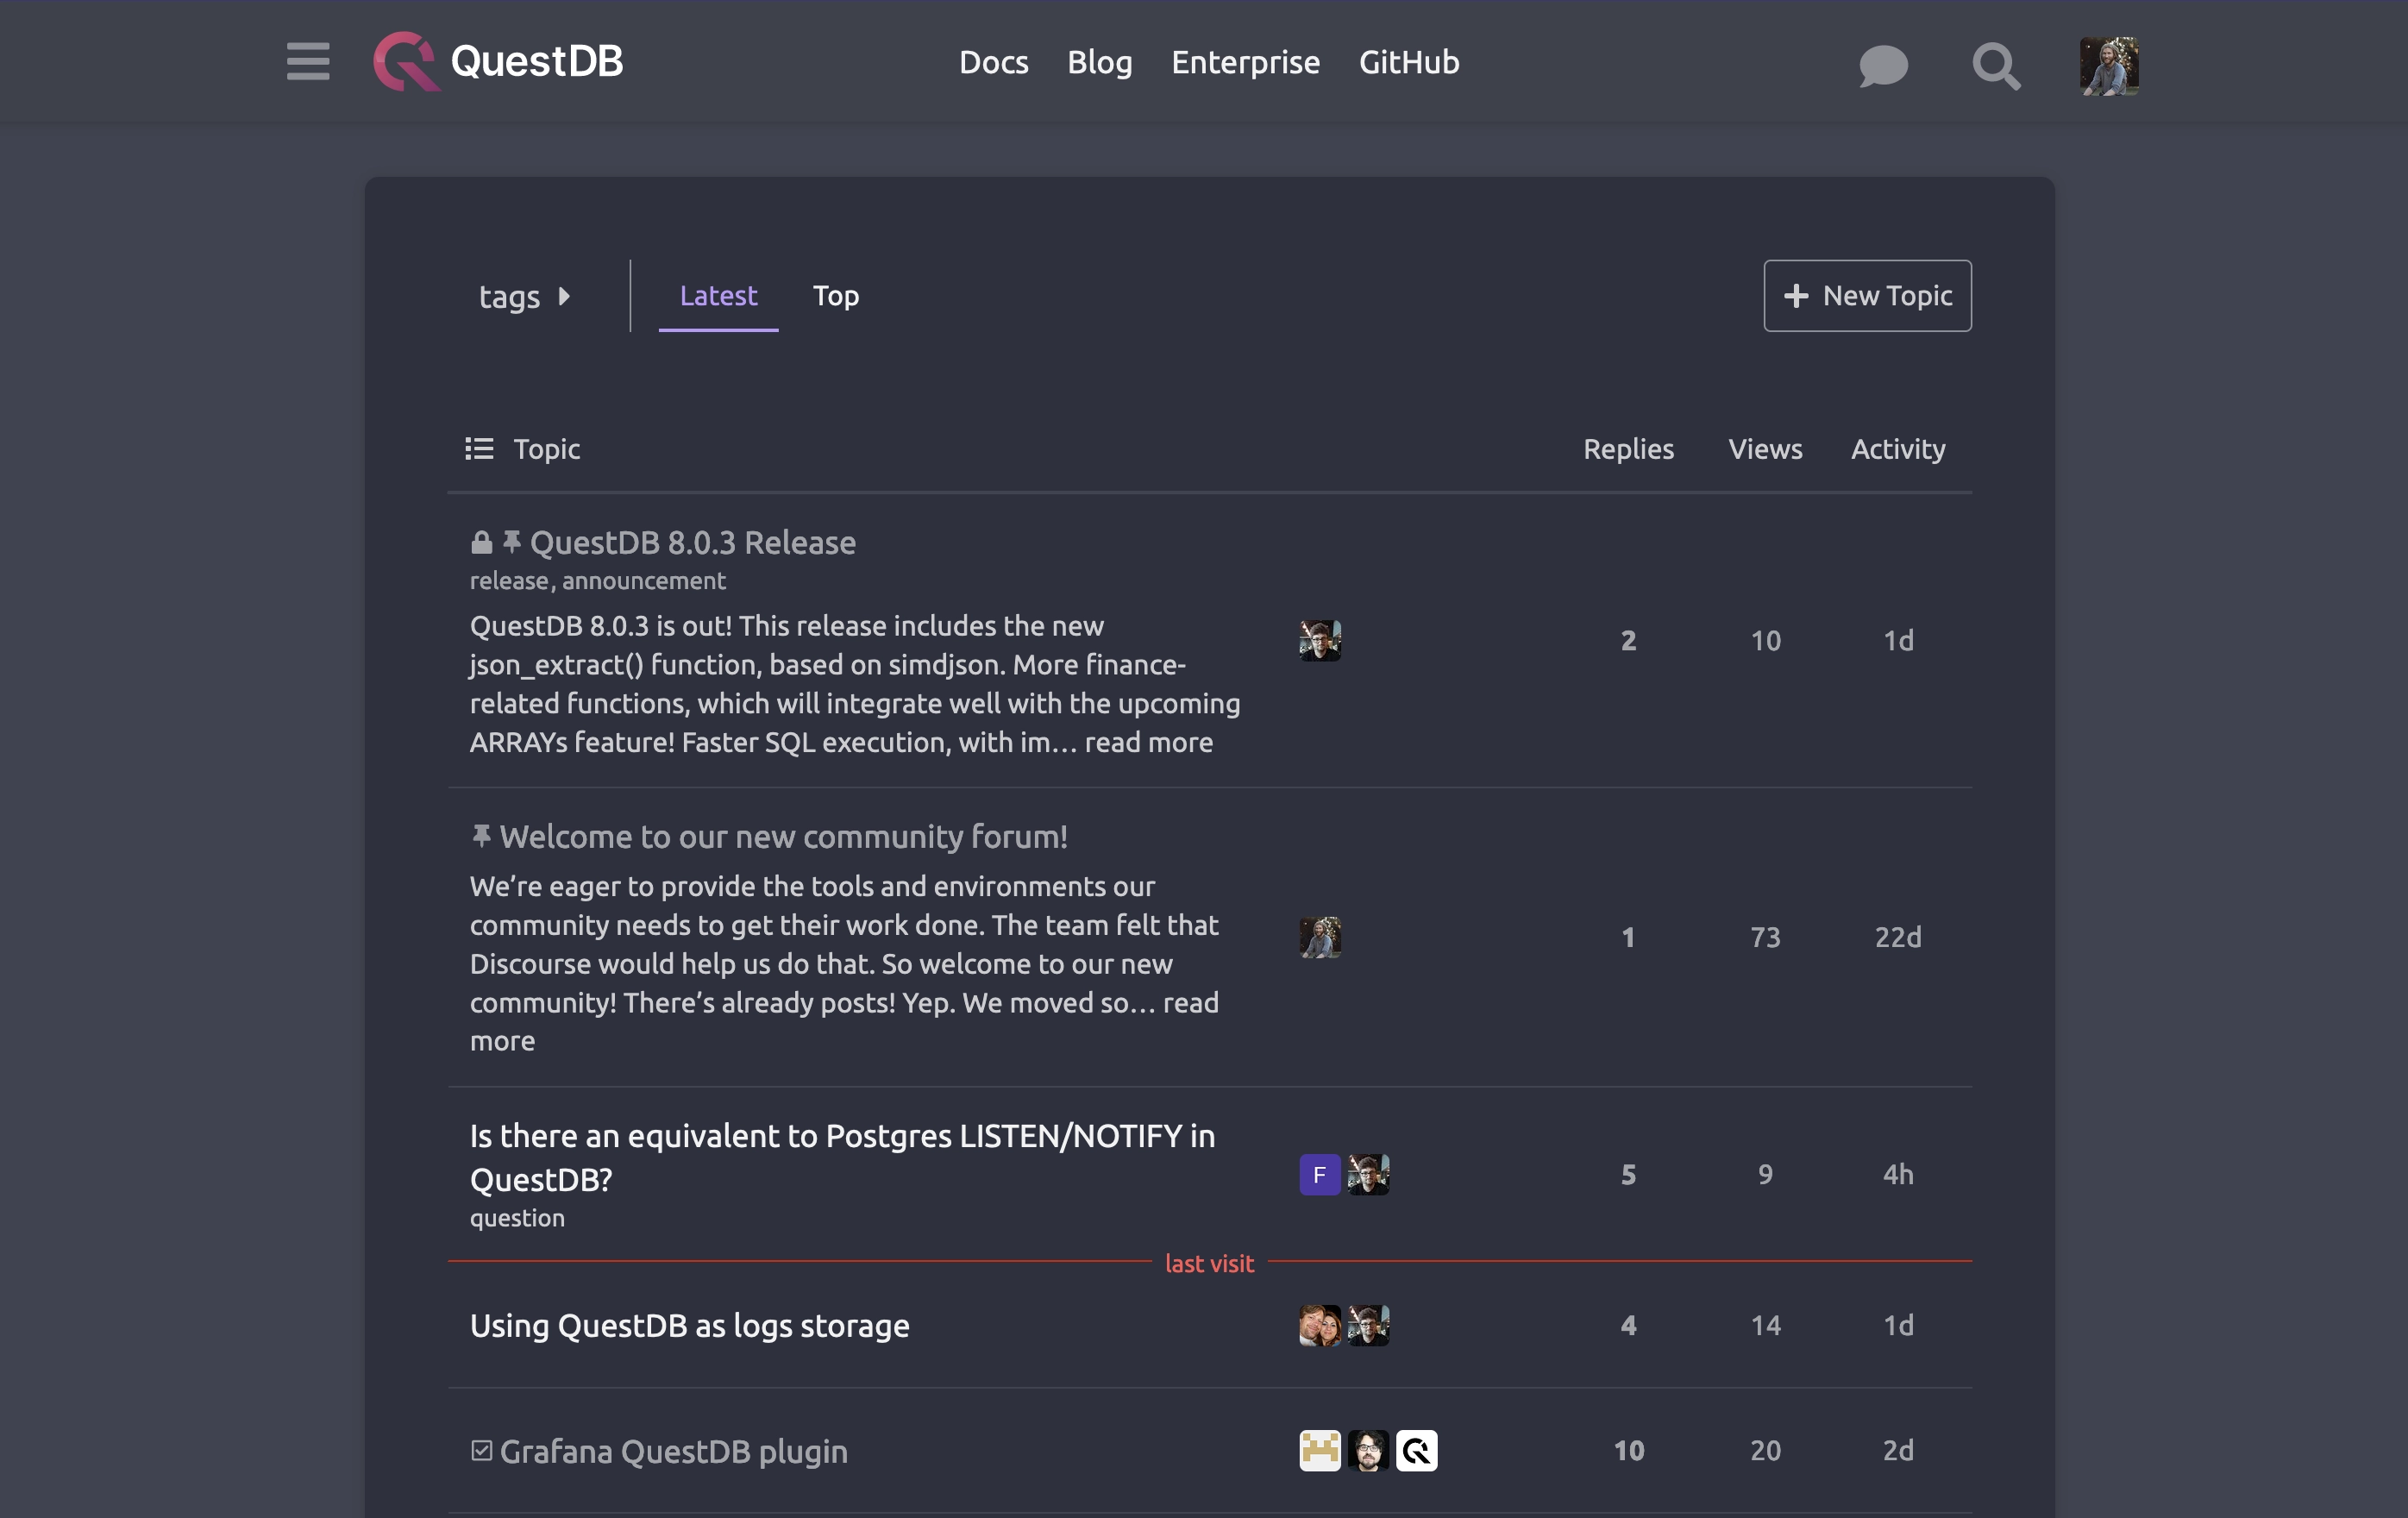 QuestDB
Docs Blog Enterprise GitHub
tags Latest Top
New Topic
Topic Replies Views Activity
QuestDB 8.0.3 Release
release, announcement
QuestDB 8.0.3 is out! This release includes the new
json_extract() function, based on simdjson. More finance-
related functions, which will integrate well with the upcoming
ARRAYs feature! Faster SQL execution, with im… read more
2 10 1d
Welcome to our new community forum!
We’re eager to provide the tools and environments our
community needs to get their work done. The team felt that
Discourse would help us do that. So welcome to our new
community! There’s already posts! Yep. We moved so… read
more
1 73 22d
Is there an equivalent to Postgres LISTEN/NOTIFY in
QuestDB?
question
F
5 9 4h
last visit
Using QuestDB as logs storage
4 14 1d
Grafana QuestDB plugin
10 20 2d